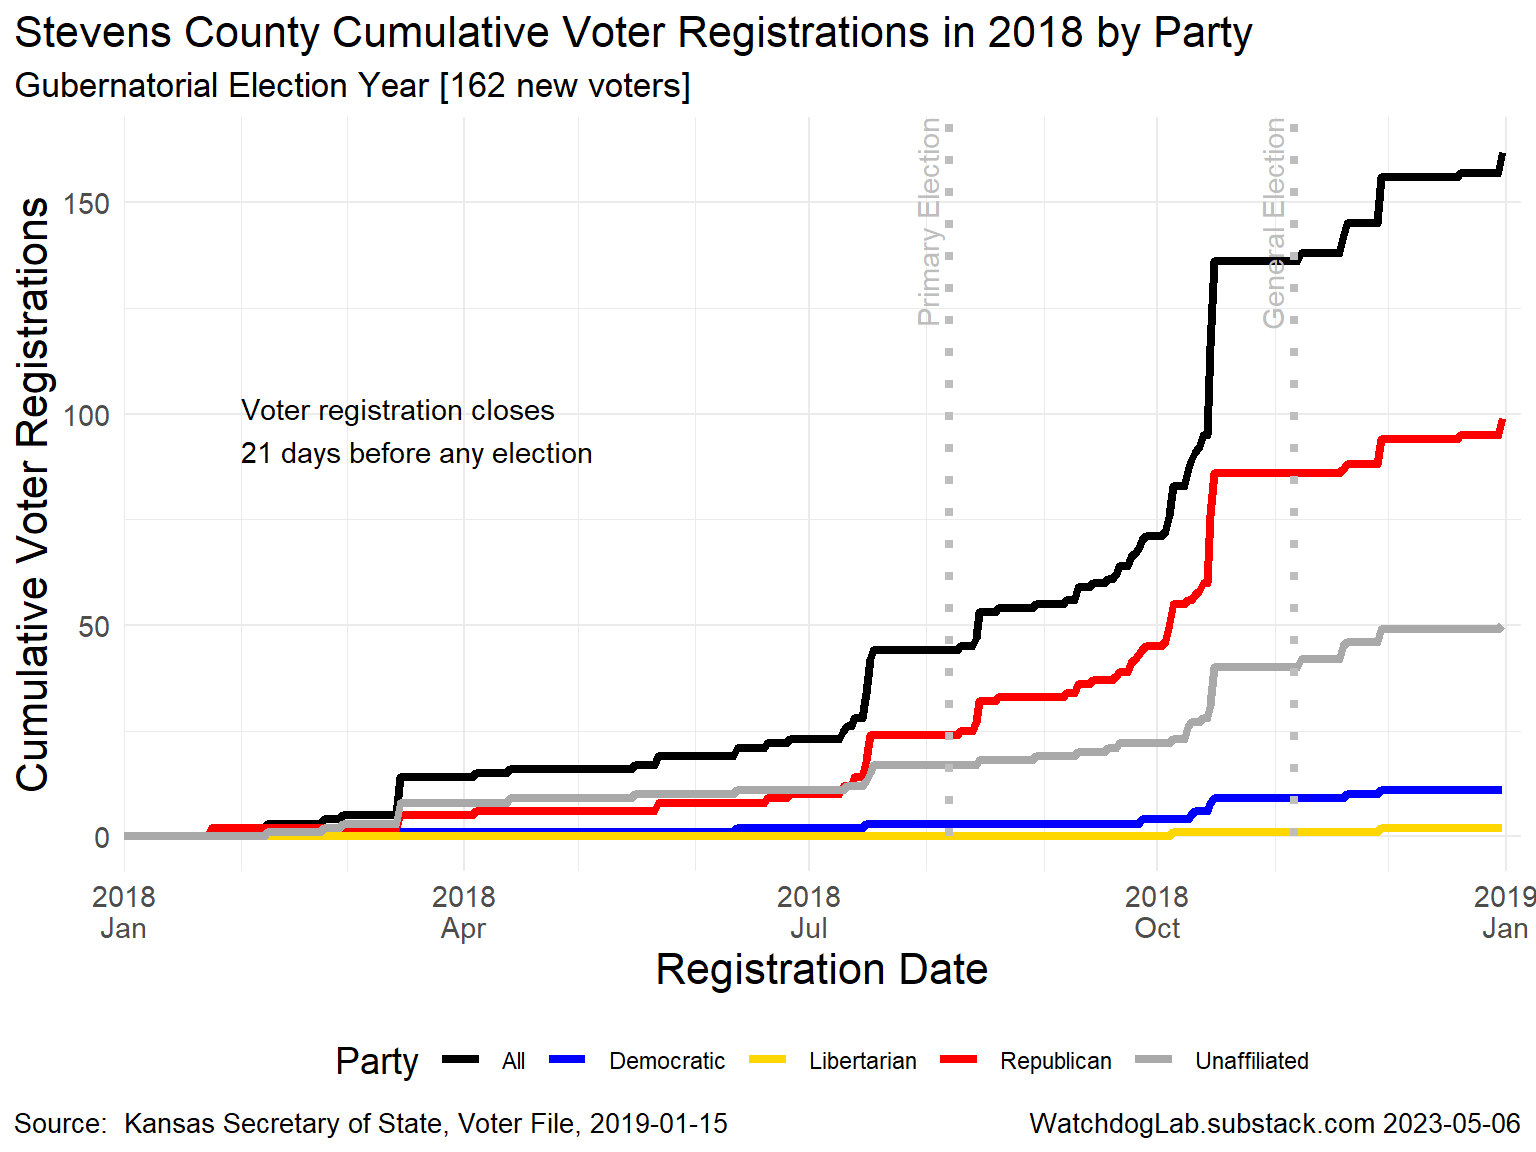 Stevens County Cumulative Voter Registrations in 2018 by Party
Gubernatorial Election Year [162 new voters]
Cumulative Voter Registrations
150
100
50
0
Primary Election
General Election
Voter registration closes
21 days before any election
2018 2018 2018 2018 2019
Jan Apr Jul Oct Jan
Registration Date
Party All Democratic Libertarian Republican Unaffiliated
Source:  Kansas Secretary of State, Voter File, 2019-01-15
WatchdogLab.substack.com 2023-05-06